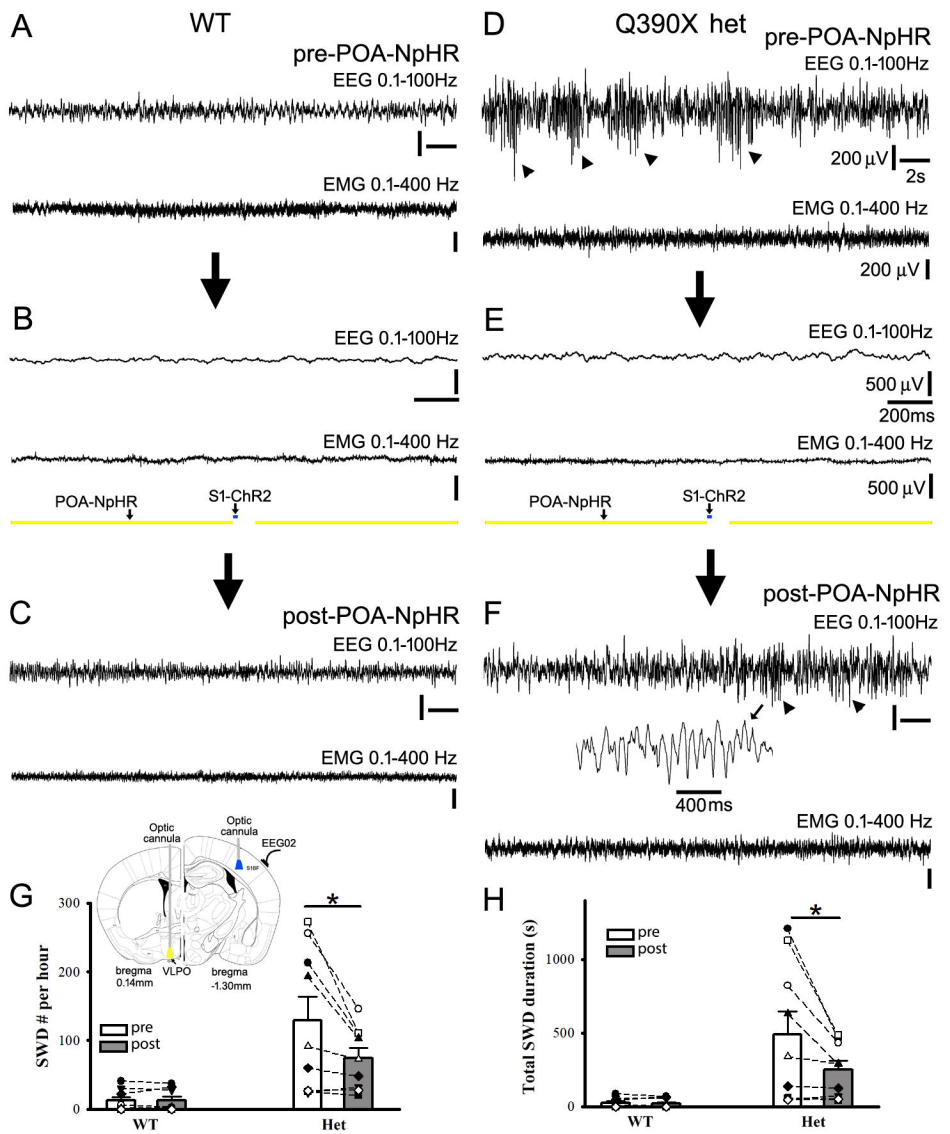 A WT
pre-POA-NpHR
EEG 0.1-100Hz
EMG 0.1-400 Hz
B
EEG 0.1-100Hz
EMG 0.1-400 Hz
POA-NpHR S1-ChR2
C post-POA-NpHR
EEG 0.1-100Hz
EMG 0.1-400 Hz
D Q390X het
pre-POA-NpHR
EEG 0.1-100Hz
200 µV
2s
EMG 0.1-400 Hz
200 µV
E
EEG 0.1-100Hz
500 µV
200ms
EMG 0.1-400 Hz
500 µV
POA-NpHR S1-ChR2
F post-POA-NpHR
EEG 0.1-100Hz
400ms
EMG 0.1-400 Hz
G
Optic cannula
Optic cannula
EEG02
S1BF
bregma 0.14mm
VLPO
bregma -1.30mm
*
SWD # per hour
300
200
100
0
pre
post
WT Het
H
*
Total SWD duration (s)
1000
500
0
pre
post
WT Het